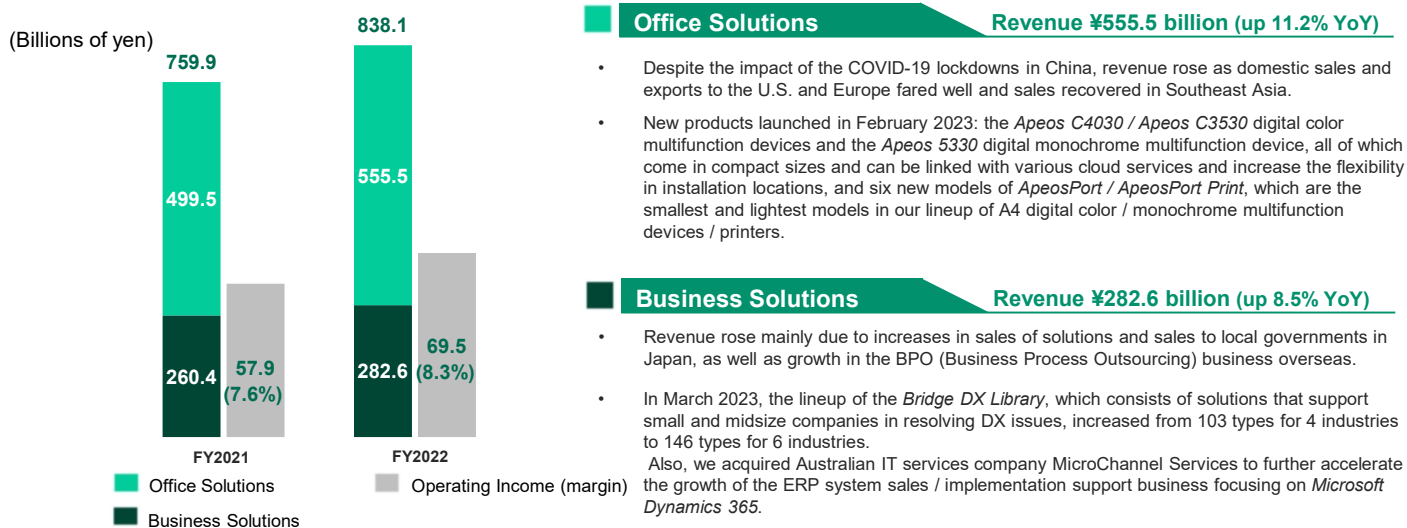 (Billions of yen)
759.9
838.1
499.5
555.5
260.4
57.9
(7.6%)
282.6
69.5
(8.3%)
FY2021
FY2022
Office Solutions
Operating Income (margin)
Business Solutions
Office Solutions
Revenue ¥555.5 billion (up 11.2% YoY)
• Despite the impact of the COVID-19 lockdowns in China, revenue rose as domestic sales and
exports to the U.S. and Europe fared well and sales recovered in Southeast Asia.
• New products launched in February 2023: the Apeos C4030 / Apeos C3530 digital color
multifunction devices and the Apeos 5330 digital monochrome multifunction device, all of which
come in compact sizes and can be linked with various cloud services and increase the flexibility
in installation locations, and six new models of ApeosPort / ApeosPort Print, which are the
smallest and lightest models in our lineup of A4 digital color / monochrome multifunction
devices / printers.
Business Solutions
Revenue ¥282.6 billion (up 8.5% YoY)
• Revenue rose mainly due to increases in sales of solutions and sales to local governments in
Japan, as well as growth in the BPO (Business Process Outsourcing) business overseas.
• In March 2023, the lineup of the Bridge DX Library, which consists of solutions that support
small and midsize companies in resolving DX issues, increased from 103 types for 4 industries
to 146 types for 6 industries.
Also, we acquired Australian IT services company MicroChannel Services to further accelerate
the growth of the ERP system sales / implementation support business focusing on Microsoft
Dynamics 365.